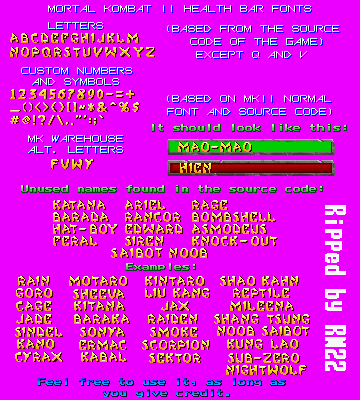 MORTAL KOMBAT II HEALTH BAR FONTS
LETTERS
ABCDEFGHIJKLM
NOPQRSTUVWXYZ
(BASED FROM THE SOURCE
CODE OF THE GAME)
EXCEPT Q AND V
CUSTOM NUMBERS
AND SYMBOLS
1234567890-=+
_()<>{}[]~*&^%$
#@!?/\,."':;`
(BASED ON MKII NORMAL
FONT AND SOURCE CODE)
MK WAREHOUSE
ALT. LETTERS
FVWY
It should look like this:
MAO-MAO
HIEN
Unused names found in the source code:
KATANA ARIEL RAGE
BARADA RANCOR BOMBSHELL
HAT-BOY EDWARD ASMODEUS
FERAL SIREN KNOCK-OUT
SAIBOT NOOB
Examples:
RAIN MOTARO KINTARO SHAO KAHN
GORO SHEEVA LIU KANG REPTILE
CAGE KITANA JAX MILEENA
JADE BARAKA RAIDEN SHANG TSUNG
SINDEL SONYA SMOKE NOOB SAIBOT
KANO ERMAC SCORPION KUNG LAO
CYRAX KABAL SEKTOR SUB-ZERO
NIGHTWOLF
Feel free to use it, as long as
you give credit.
Ripped by RW22